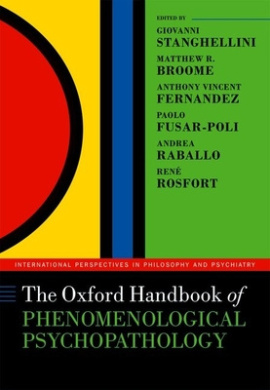 EDITED BY
GIOVANNI
STANGHELLINI
MATTHEW R.
BROOME
ANTHONY VINCENT
FERNANDEZ
PAOLO
FUSAR-POLI
ANDREA
RABALLO
RENÉ
ROSFORT
INTERNATIONAL PERSPECTIVES IN PHILOSOPHY AND PSYCHIATRY
The Oxford Handbook of
PHENOMENOLOGICAL
PSYCHOPATHOLOGY